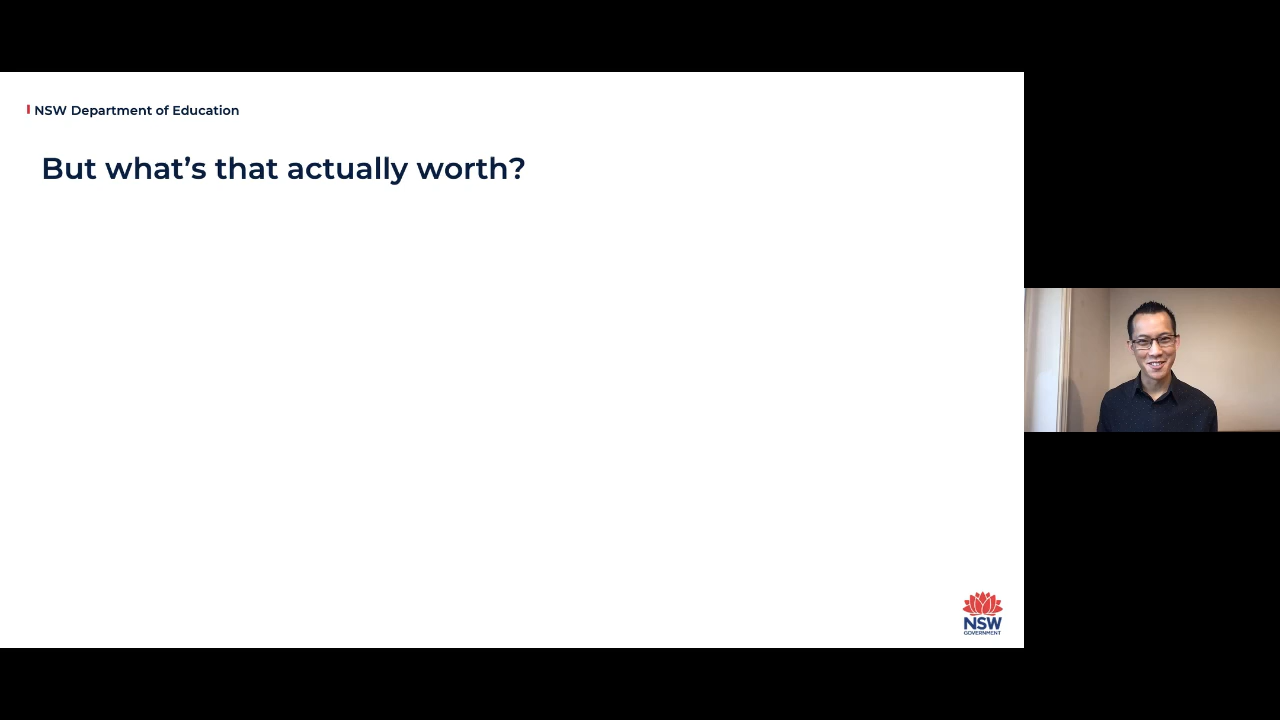 NSW Department of Education
But what’s that actually worth?
NSW
GOVERNMENT